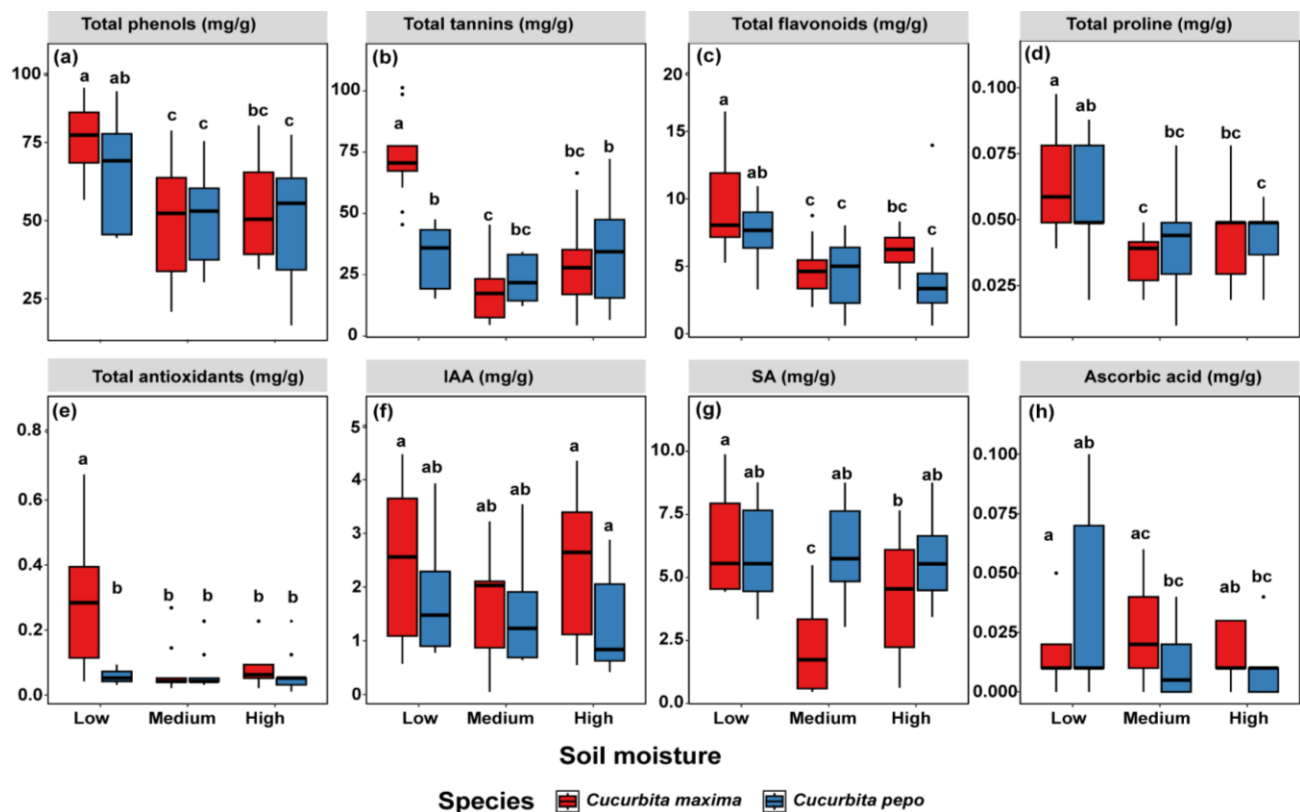 Total phenols (mg/g) Total tannins (mg/g) Total flavonoids (mg/g) Total proline (mg/g)
(a) (b) (c) (d)
100 75 50 25
a ab c c bc c
100 75 50 25 0
a b c bc bc b
20 15 10 5 0
a ab c c bc c
0.100 0.075 0.050 0.025
a ab bc bc bc c
Total antioxidants (mg/g) IAA (mg/g) SA (mg/g) Ascorbic acid (mg/g)
(e) (f) (g) (h)
0.8 0.6 0.4 0.2 0.0
a b b b b b
5 4 3 2 1 0
a ab ab ab a a
10.0 7.5 5.0 2.5 0.0
a ab c ab b ab
0.100 0.075 0.050 0.025 0.000
a ab ac bc ab bc
Low Medium High Low Medium High Low Medium High Low Medium High
Soil moisture
Species Cucurbita maxima Cucurbita pepo